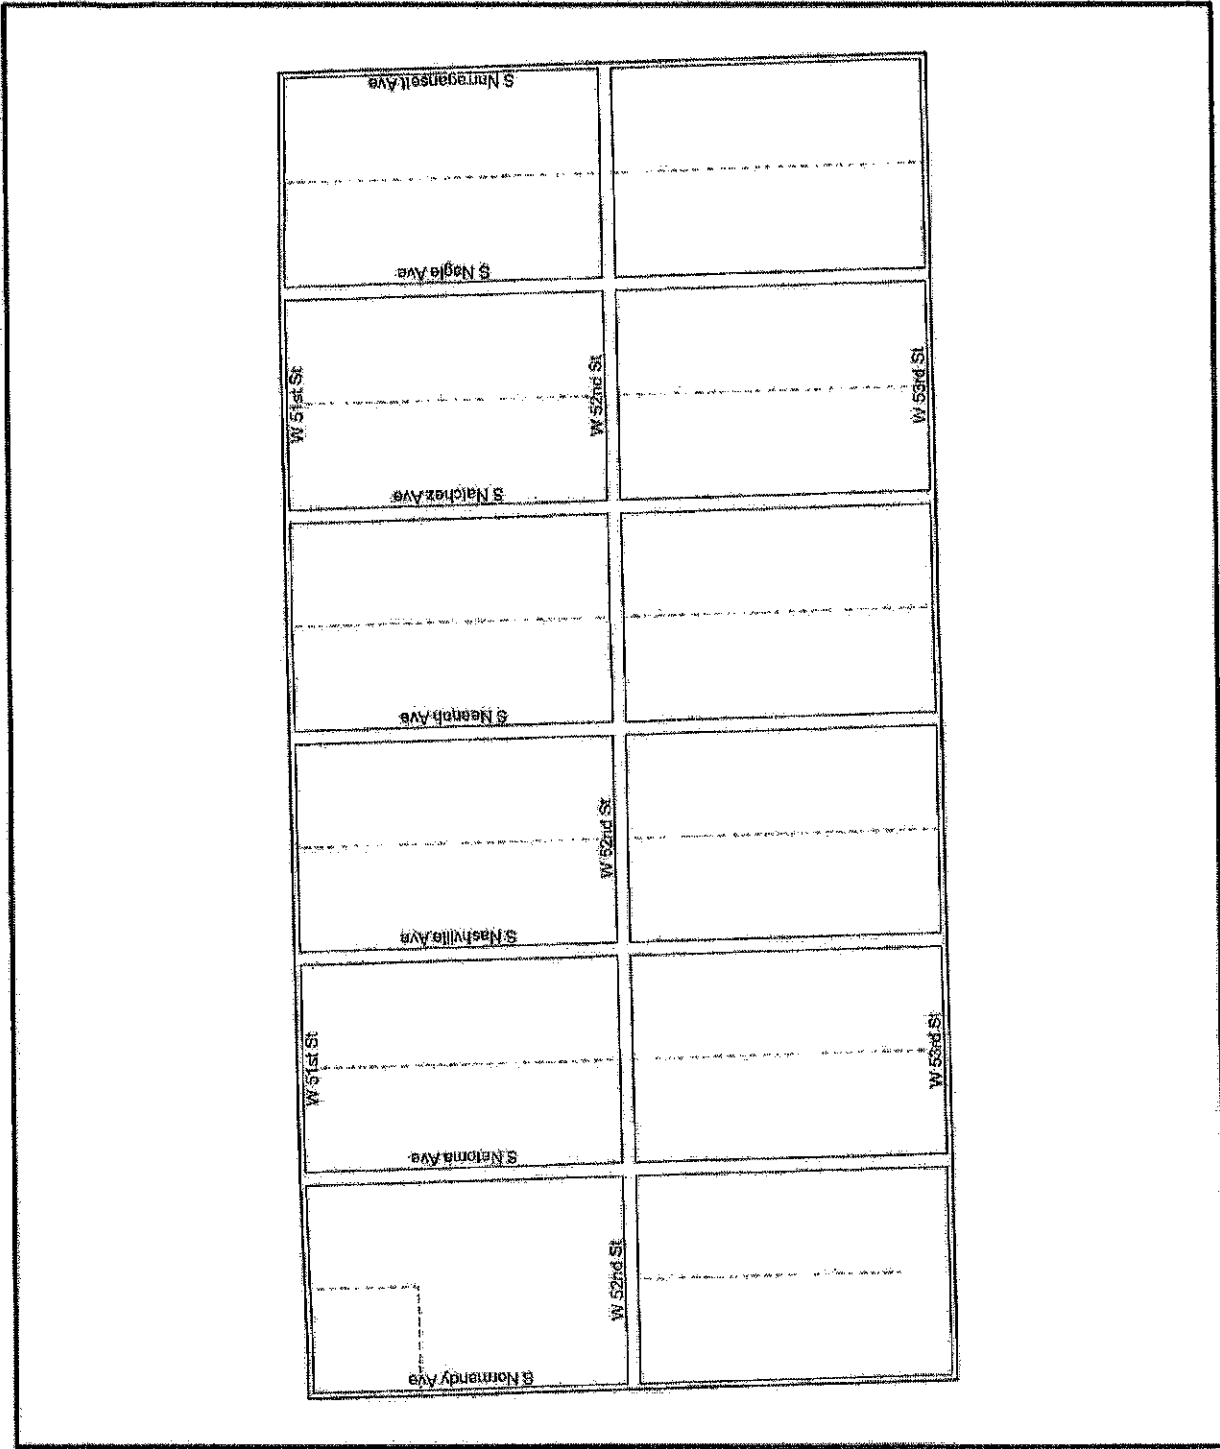 S Narragansett Ave
S Nagle Ave
W 51st St
W 52nd St
W 53rd St
S Natchez Ave
S Neenah Ave
W 52nd St
S Nashville Ave
W 51st St
W 53rd St
S Natoma Ave
W 52nd St
S Normandy Ave